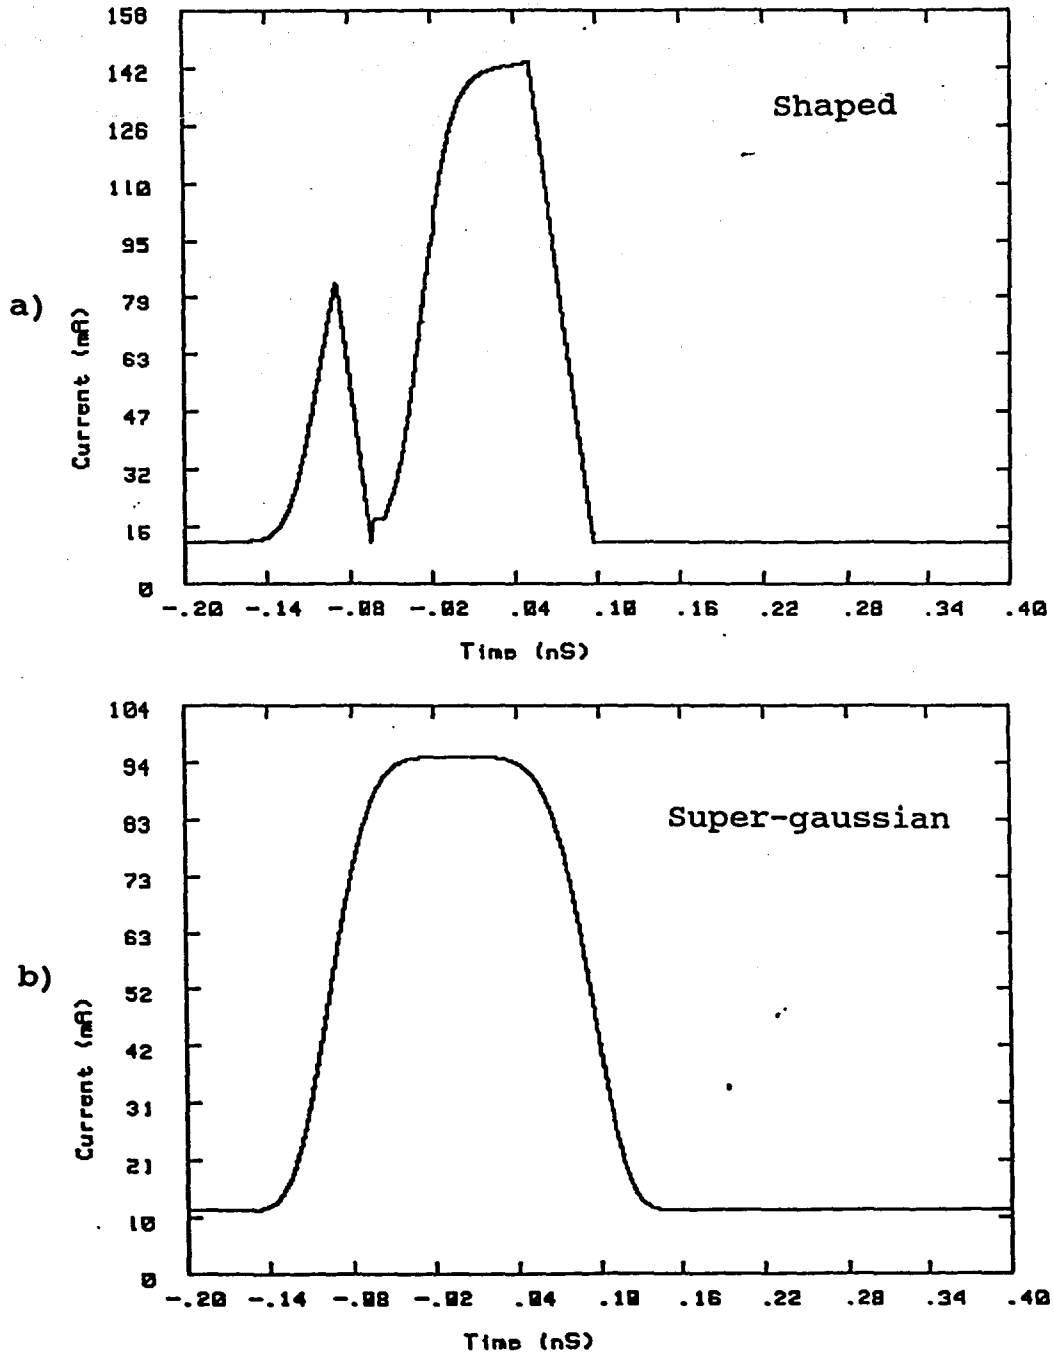 158
142
Shaped
126
110
95
a)
79
63
47
32
16
0
Current (mA)
-.20 -.14 -.08 -.02 .04 .10 .16 .22 .28 .34 .40
Time (nS)
104
94
83
Super-gaussian
73
63
b)
52
42
31
21
10
0
Current (mA)
-.20 -.14 -.08 -.02 .04 .10 .16 .22 .28 .34 .40
Time (nS)